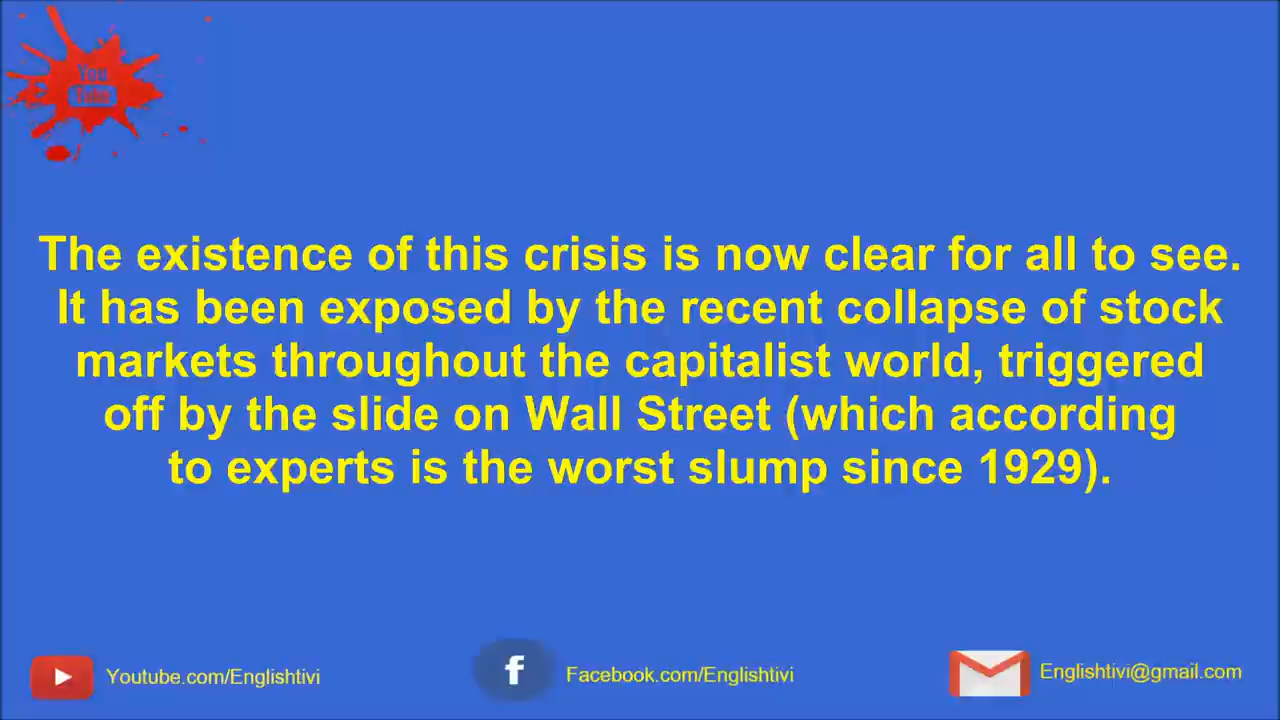 You
Tube
The existence of this crisis is now clear for all to see.
It has been exposed by the recent collapse of stock
markets throughout the capitalist world, triggered
off by the slide on Wall Street (which according
to experts is the worst slump since 1929).
Youtube.com/Englishtivi
f
Facebook.com/Englishtivi
Englishtivi@gmail.com